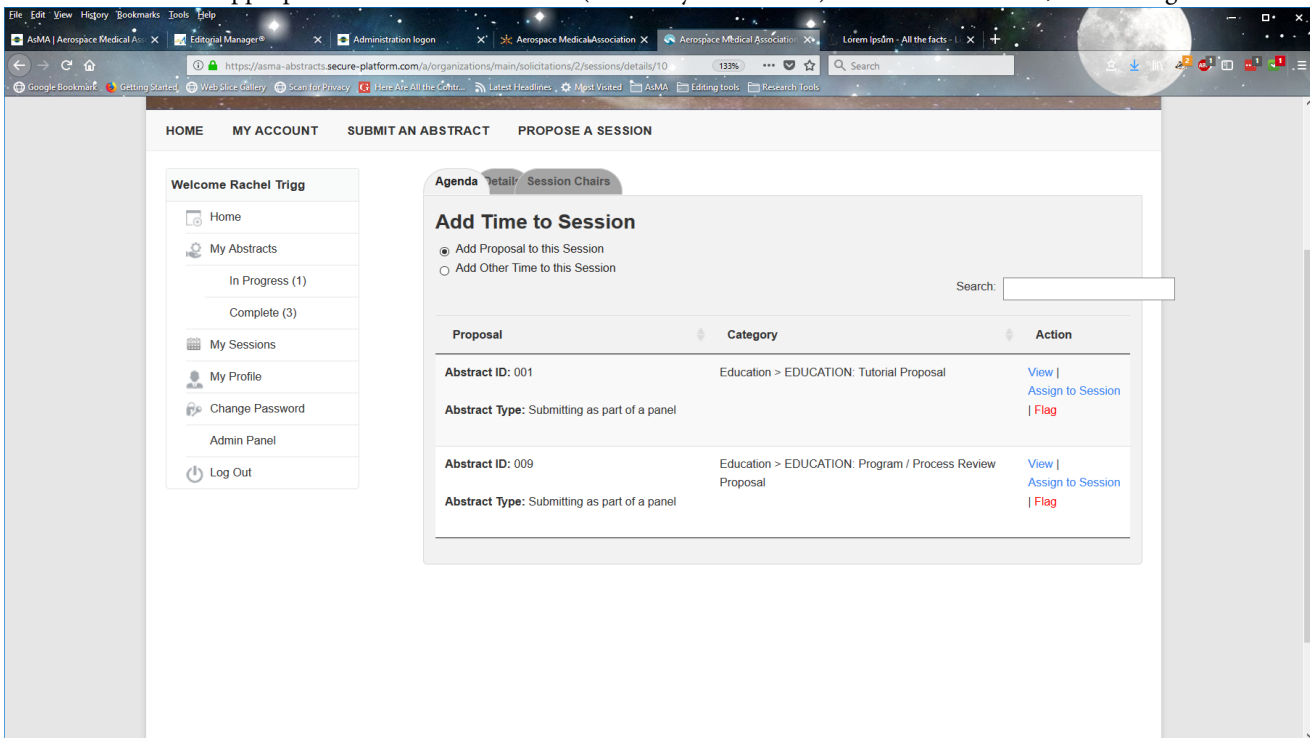 File Edit View History Bookmarks Tools Help
AsMA | Aerospace Medical Ass
Editorial Manager®
Administration logon
Aerospace Medical Association
Aerospace Medical Association
Lorem Ipsum - All the facts - Li
https://asma-abstracts.secure-platform.com/a/organizations/main/solicitations/2/sessions/details/10
133%
Search
Google Bookmark
Getting Started
Web Slice Gallery
Scan for Privacy
Here Are All the Contr...
Latest Headlines
Most Visited
AsMA
Editing tools
Research Tools
HOME MY ACCOUNT SUBMIT AN ABSTRACT PROPOSE A SESSION
Welcome Rachel Trigg
Home
My Abstracts
In Progress (1)
Complete (3)
My Sessions
My Profile
Change Password
Admin Panel
Log Out
Agenda Details Session Chairs
Add Time to Session
Add Proposal to this Session
Add Other Time to this Session
Search:
Proposal Category Action
Abstract ID: 001 Education > EDUCATION: Tutorial Proposal View |
Assign to Session
Abstract Type: Submitting as part of a panel | Flag
Abstract ID: 009 Education > EDUCATION: Program / Process Review View |
Proposal Assign to Session
Abstract Type: Submitting as part of a panel | Flag